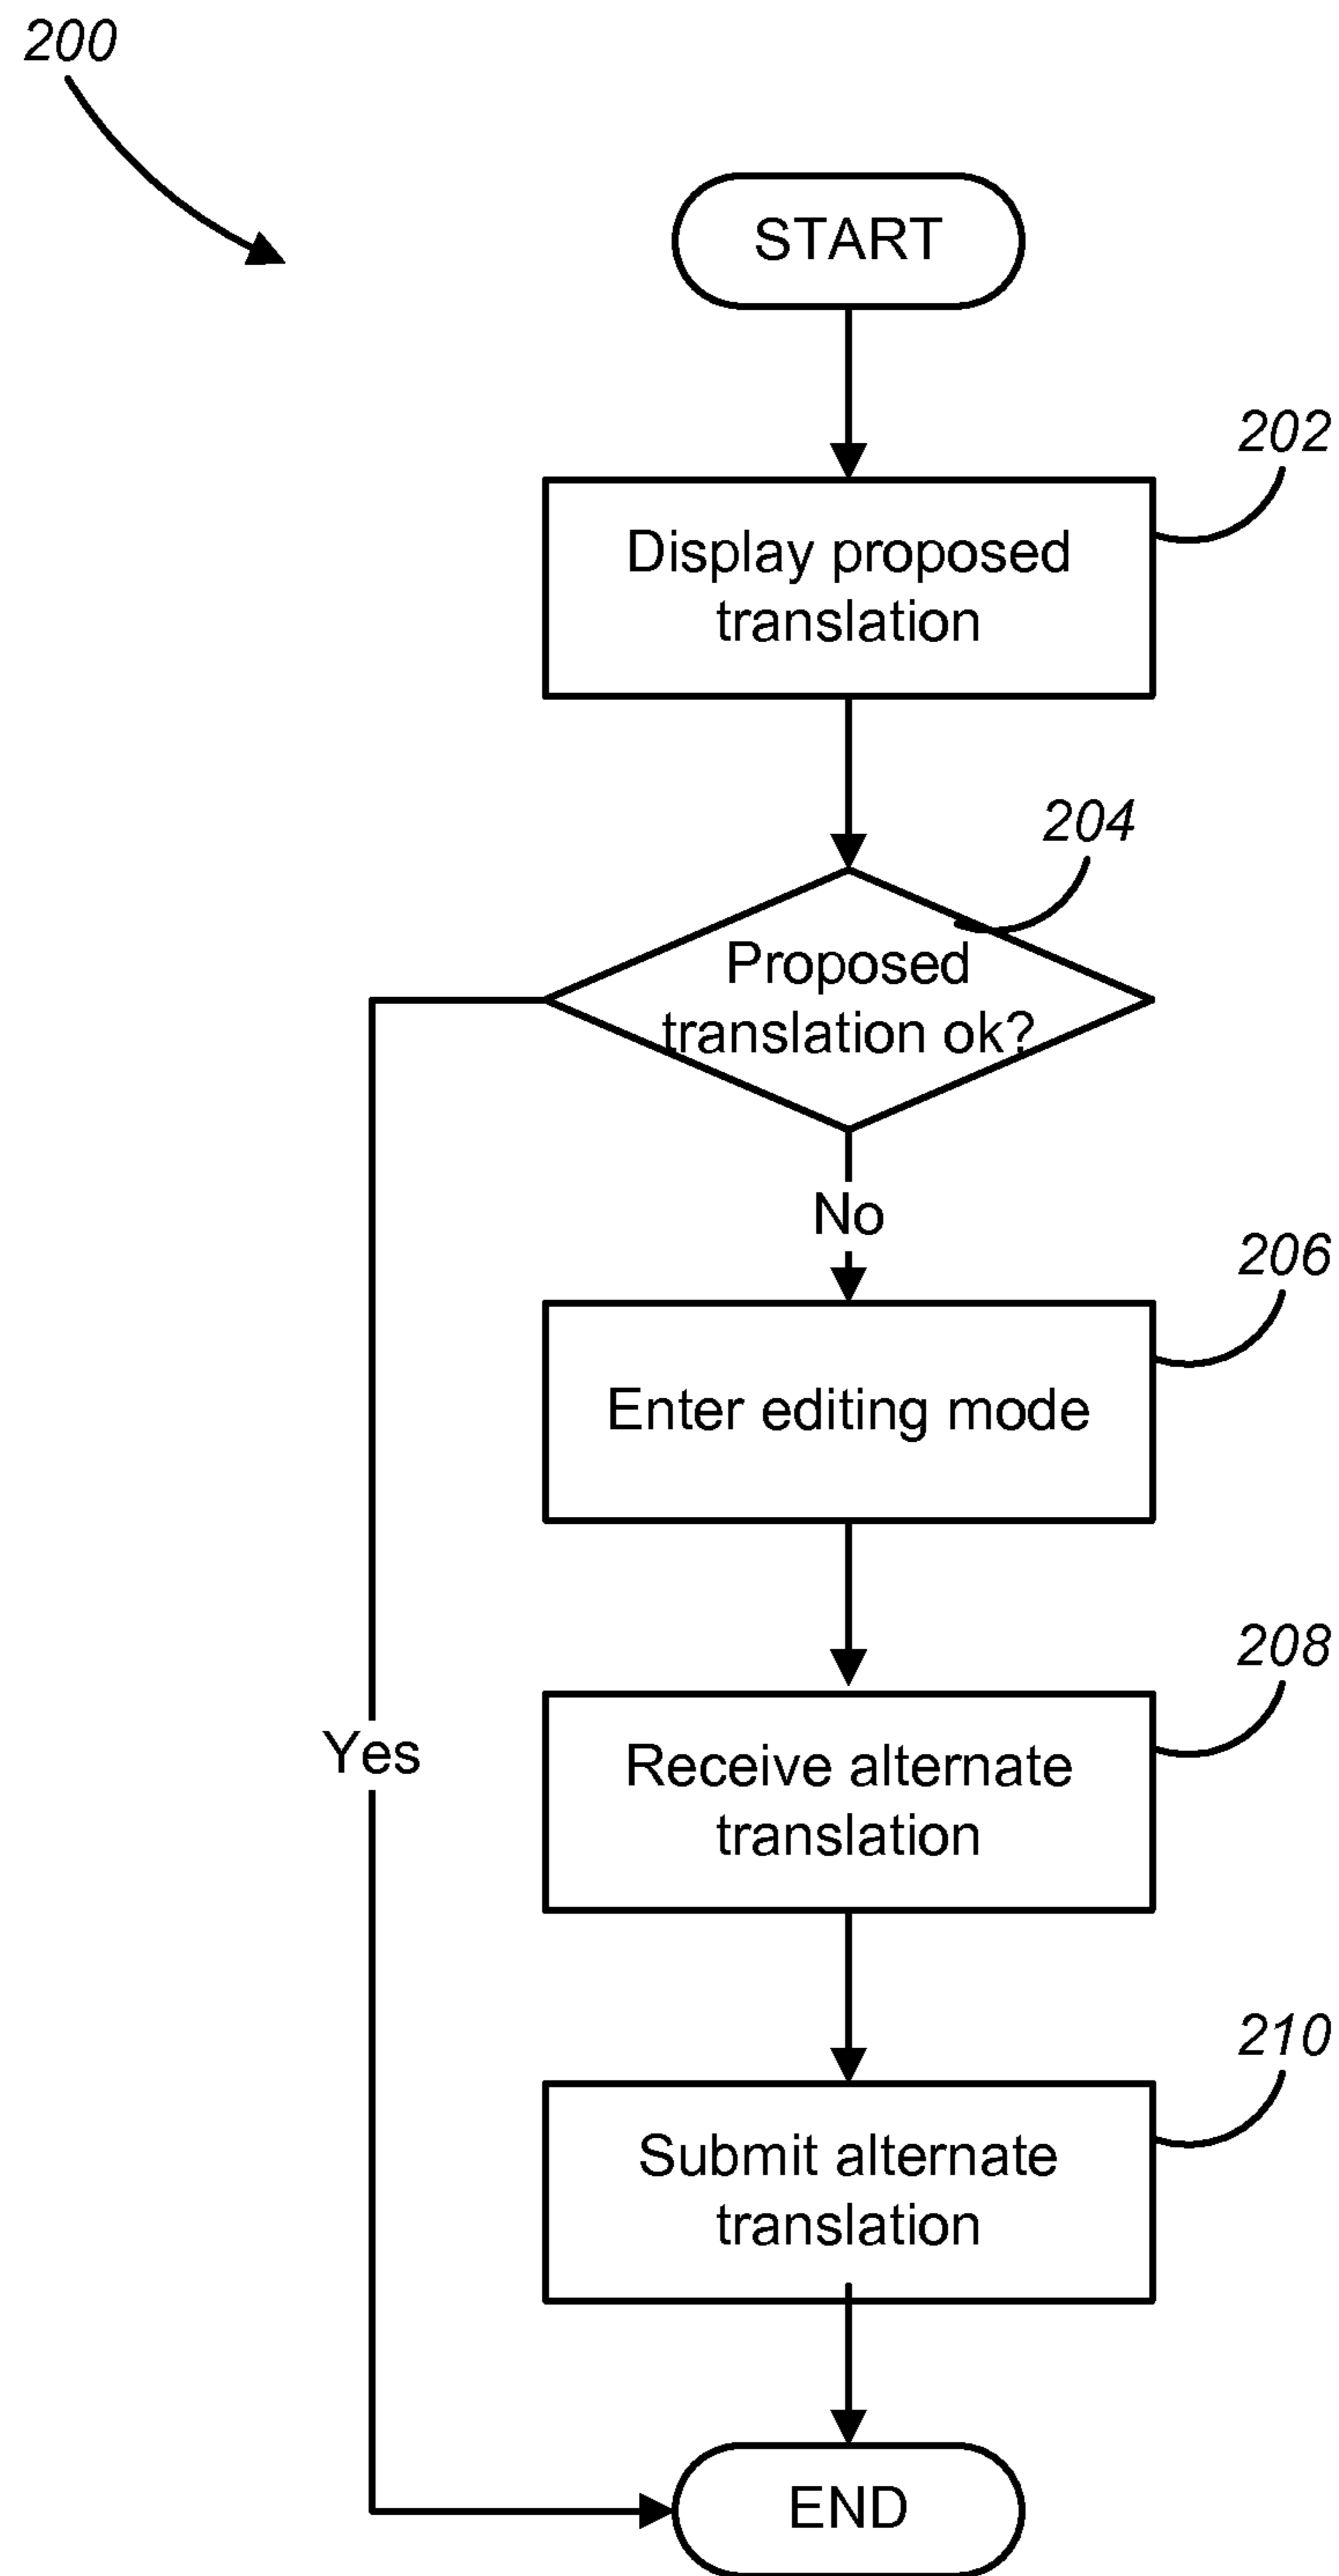 200
START
202
Display proposed
translation
204
Proposed
translation ok?
No
206
Enter editing mode
208
Yes
Receive alternate
translation
210
Submit alternate
translation
END